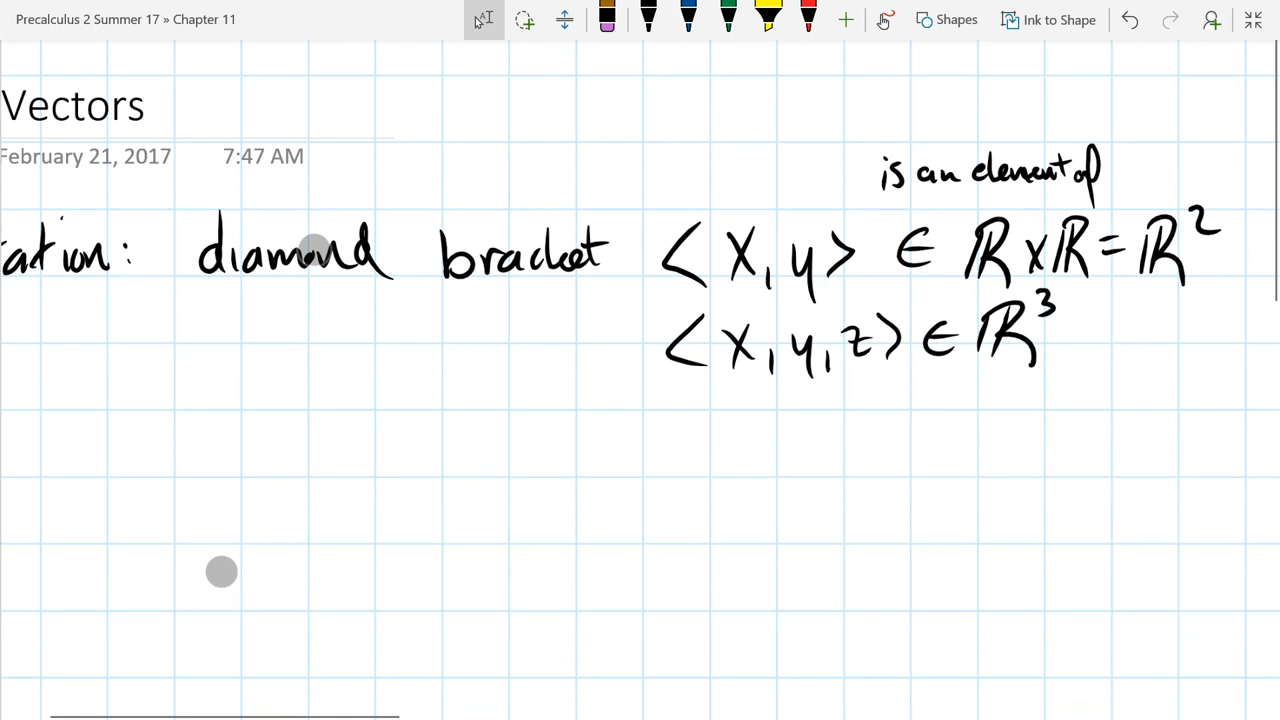 Precalculus 2 Summer 17 » Chapter 11
Shapes
Ink to Shape
Vectors
February 21, 2017 7:47 AM
is an element of
tation: diamond bracket <x, y> ∈ ℝ×ℝ=ℝ²
<x, y, z> ∈ ℝ³